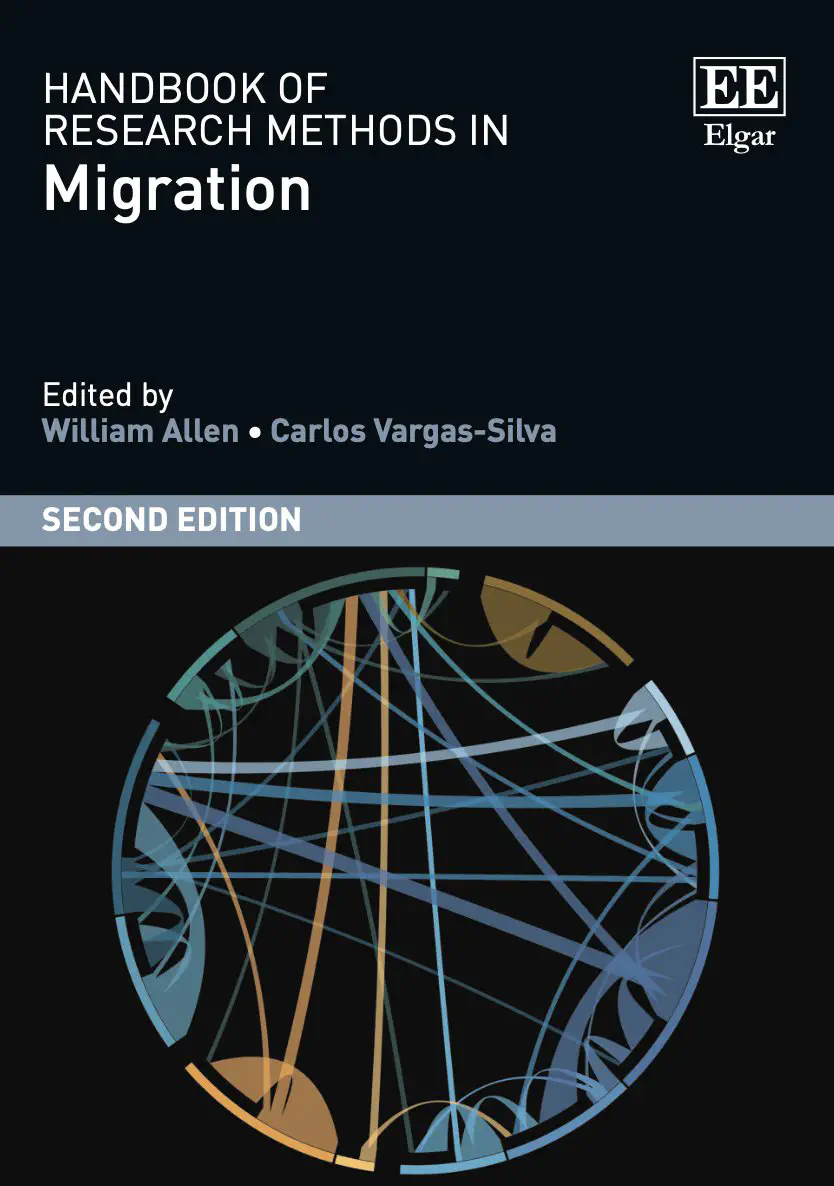 HANDBOOK OF
RESEARCH METHODS IN
Migration
EE
Elgar
Edited by
William Allen • Carlos Vargas-Silva
SECOND EDITION